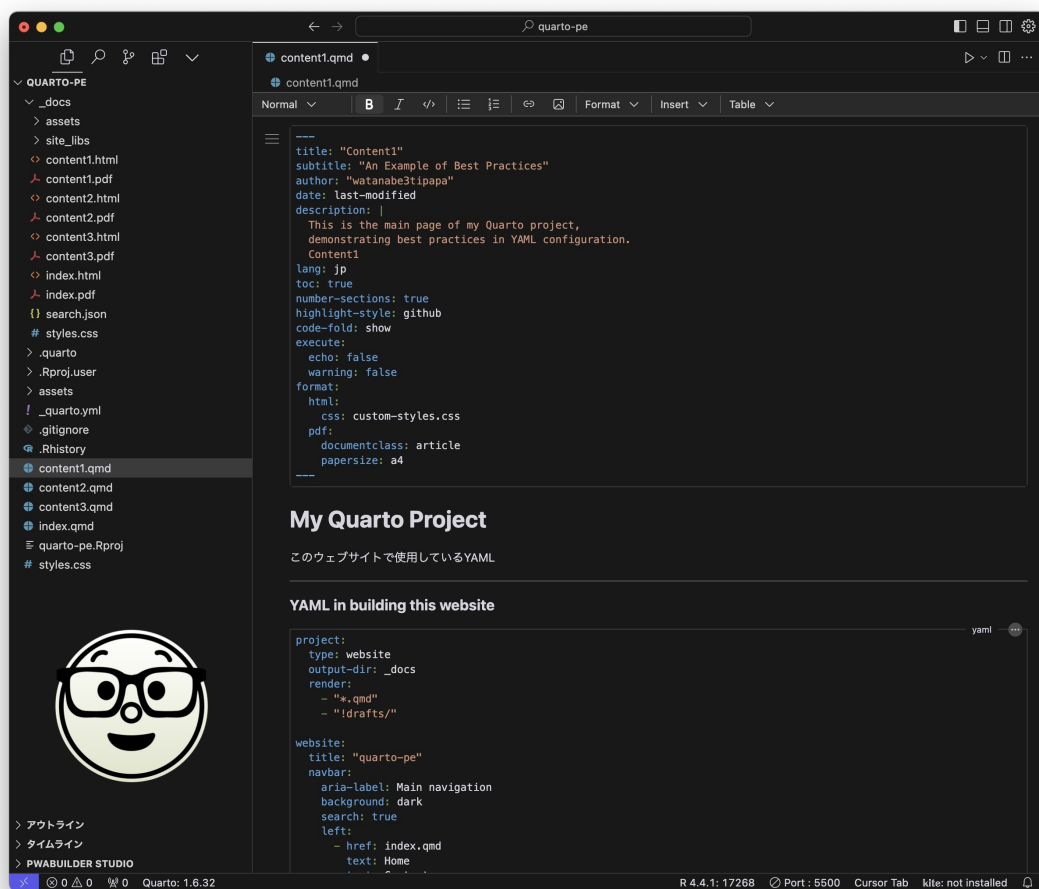 quarto-pe
QUARTO-PE
_docs
assets
site_libs
content1.html
content1.pdf
content2.html
content2.pdf
content3.html
content3.pdf
index.html
index.pdf
search.json
styles.css
.quarto
.Rproj.user
assets
_quarto.yml
.gitignore
.Rhistory
content1.qmd
content2.qmd
content3.qmd
index.qmd
quarto-pe.Rproj
styles.css
アウトライン
タイムライン
PWABUILDER STUDIO
content1.qmd
content1.qmd
Normal B I </> Format Insert Table
---
title: "Content1"
subtitle: "An Example of Best Practices"
author: "watanabe3tipapa"
date: last-modified
description: |
This is the main page of my Quarto project,
demonstrating best practices in YAML configuration.
Content1
lang: jp
toc: true
number-sections: true
highlight-style: github
code-fold: show
execute:
echo: false
warning: false
format:
html:
css: custom-styles.css
pdf:
documentclass: article
papersize: a4
---
My Quarto Project
このウェブサイトで使用しているYAML
YAML in building this website
yaml
project:
type: website
output-dir: _docs
render:
- "*.qmd"
- "!drafts/"
website:
title: "quarto-pe"
navbar:
aria-label: Main navigation
background: dark
search: true
left:
- href: index.qmd
text: Home
0 0 0 Quarto: 1.6.32 R 4.4.1: 17268 Port : 5500 Cursor Tab kite: not installed